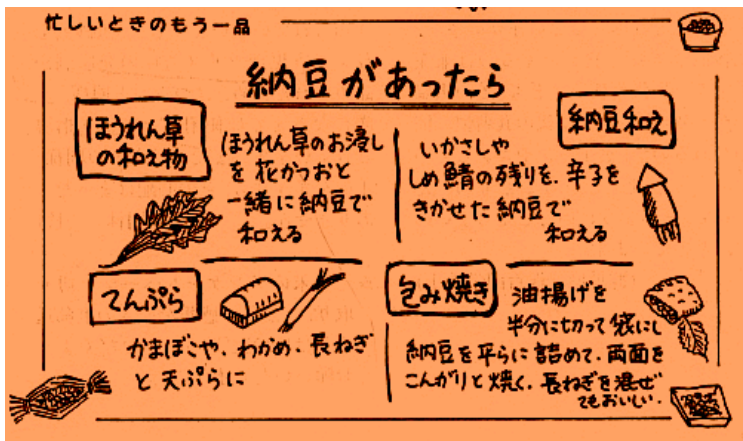 忙しいときのもう一品
納豆があったら
ほうれん草
の和え物
ほうれん草のお浸し
を花かつおと
一緒に納豆で
和える
納豆和え
いかさしや
しめ鯖の残りを、辛子を
きかせた納豆で
和える
てんぷら
かまぼこや、わかめ、長ねぎ
と天ぷらに
包み焼き
油揚げを
半分に切って袋にし
納豆を平らに詰めて、両面を
こんがりと焼く。長ねぎを混ぜ
てもおいしい。